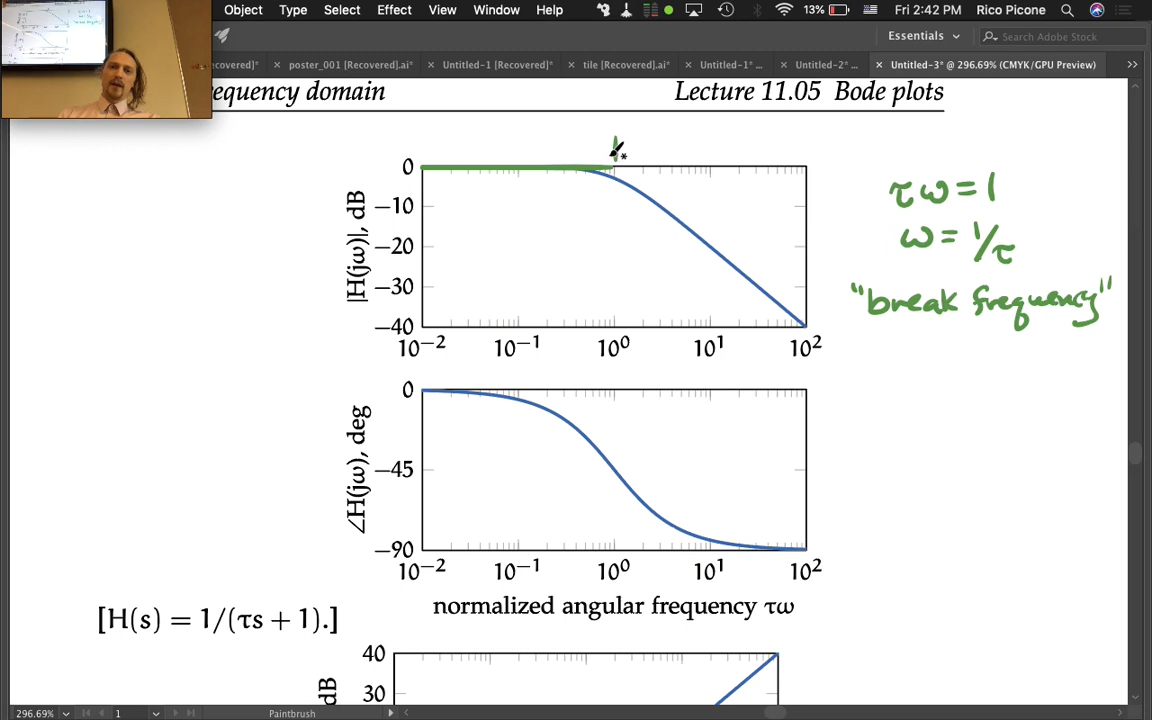 Object Type Select Effect View Window Help 13% Fri 2:42 PM Rico Picone
Essentials Search Adobe Stock
Recovered]* × poster_001 [Recovered].ai* × Untitled-1 [Recovered]* × tile [Recovered].ai* × Untitled-1* ... × Untitled-2* ... × Untitled-3* @ 296.69% (CMYK/GPU Preview) >>
equency domain Lecture 11.05 Bode plots
|H(jω)|, dB
0
−10
−20
−30
−40
10⁻² 10⁻¹ 10⁰ 10¹ 10²
τω = 1
ω = 1/τ
"break frequency"
∠H(jω), deg
0
−45
−90
10⁻² 10⁻¹ 10⁰ 10¹ 10²
normalized angular frequency τω
[H(s) = 1/(τs + 1).]
dB
40
30
296.69% 1 Paintbrush